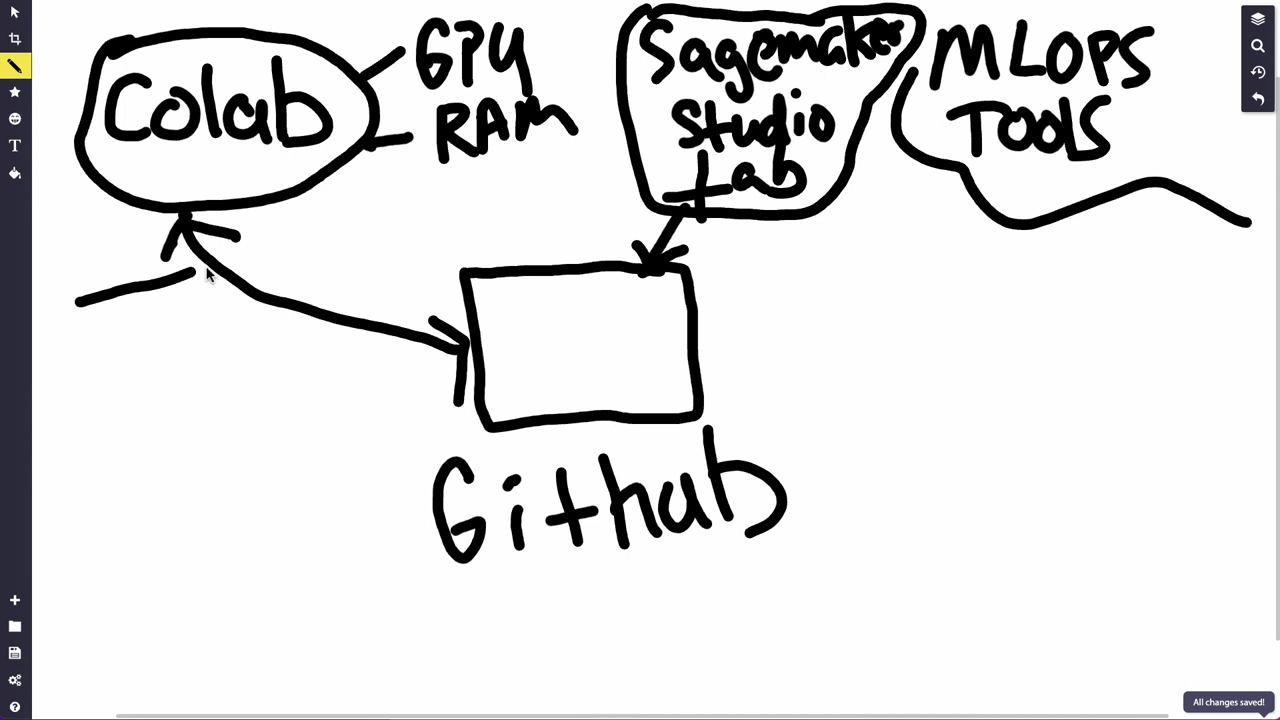 Colab
GPU
RAM
Sagemaker
Studio
Lab
MLOPS
TOOLS
Github
All changes saved!